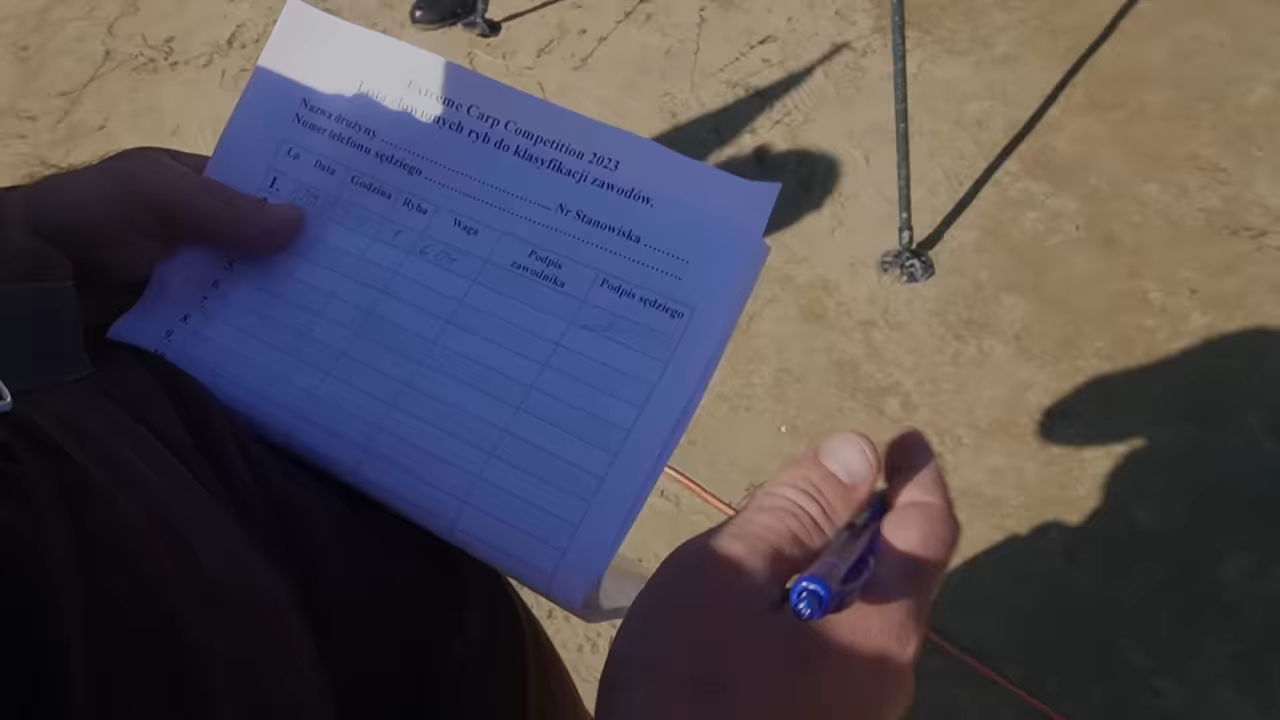 Extreme Carp Competition 2023
Lista złowionych ryb do klasyfikacji zawodów.
Nazwa drużyny ........................................ Nr Stanowiska ..........
Numer telefonu sędziego ............................................................
Lp Data Godzina Ryba Waga Podpis zawodnika Podpis sędziego
1.
5.
6.
7.
8.
9.